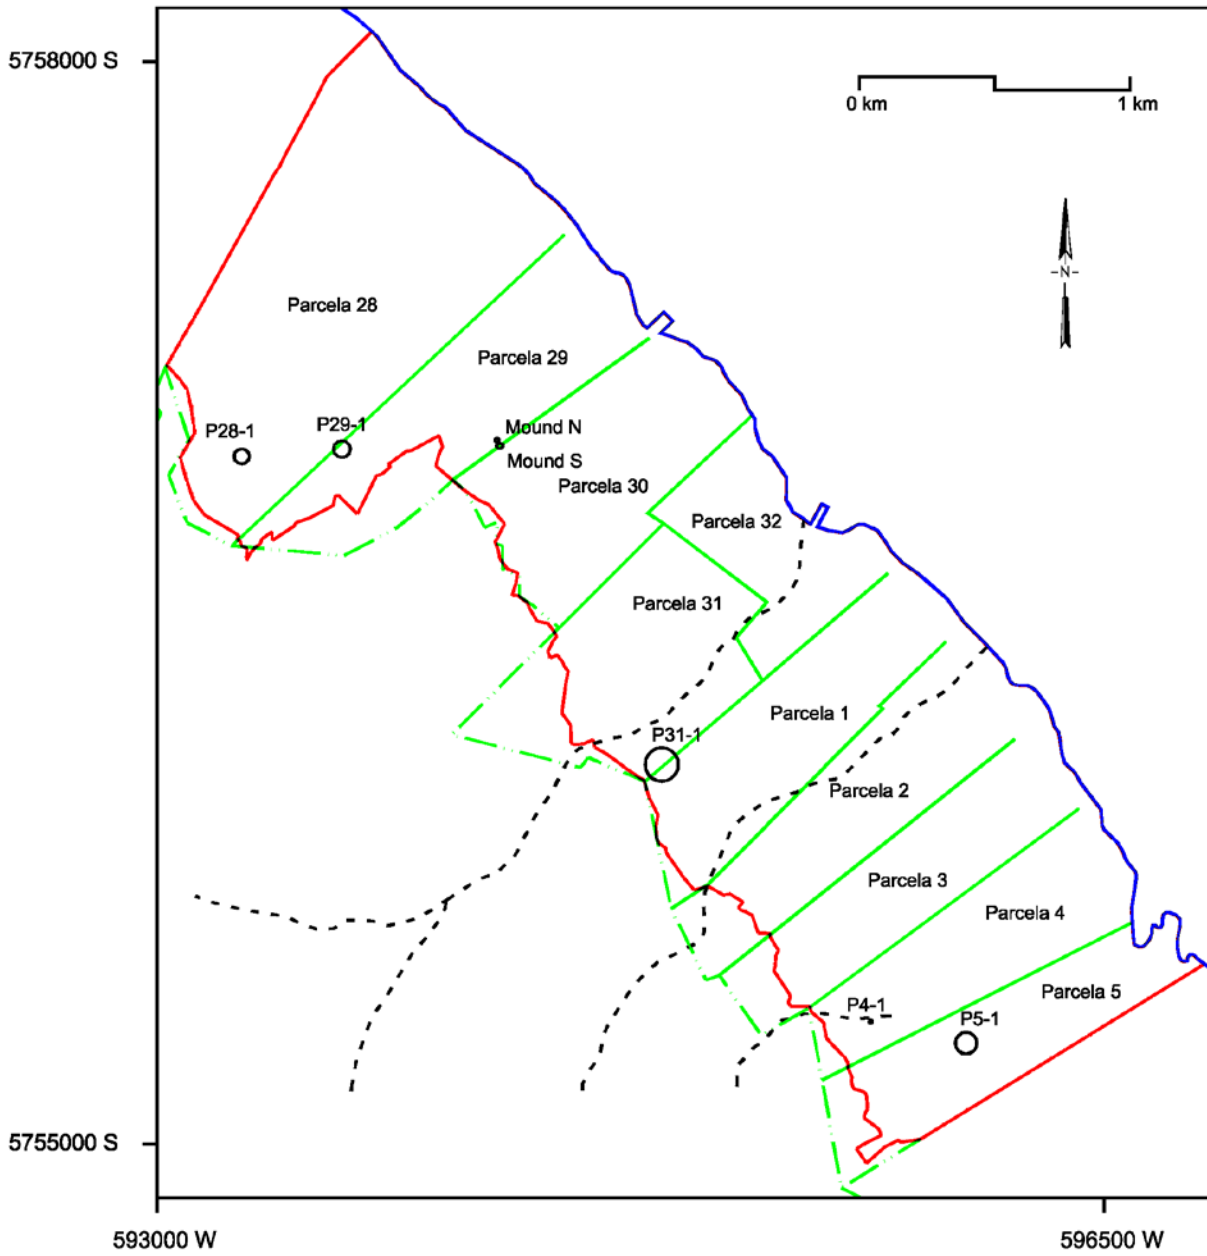 5758000 S
0 km
1 km
-N-
Parcela 28
Parcela 29
P28-1
P29-1
Mound N
Mound S
Parcela 30
Parcela 32
Parcela 31
Parcela 1
P31-1
Parcela 2
Parcela 3
Parcela 4
Parcela 5
P4-1
P5-1
5755000 S
593000 W
596500 W